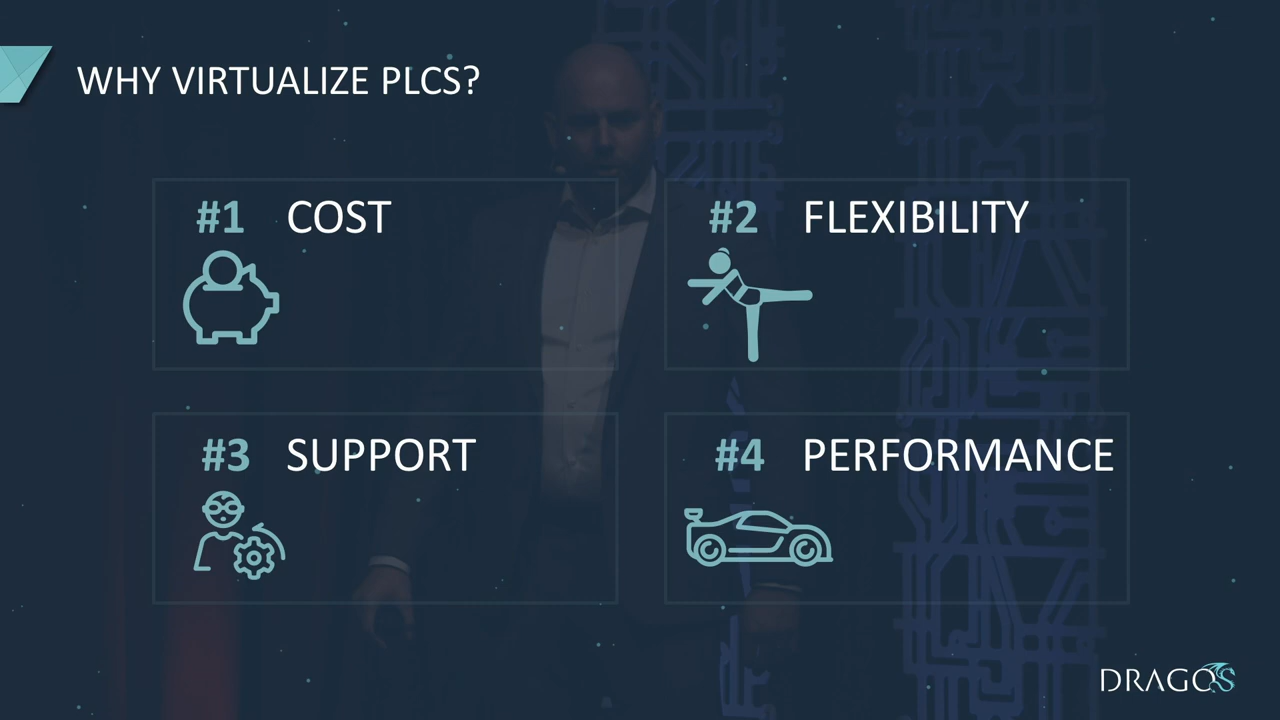 WHY VIRTUALIZE PLCS?
#1 COST
#2 FLEXIBILITY
#3 SUPPORT
#4 PERFORMANCE
DRAGOS